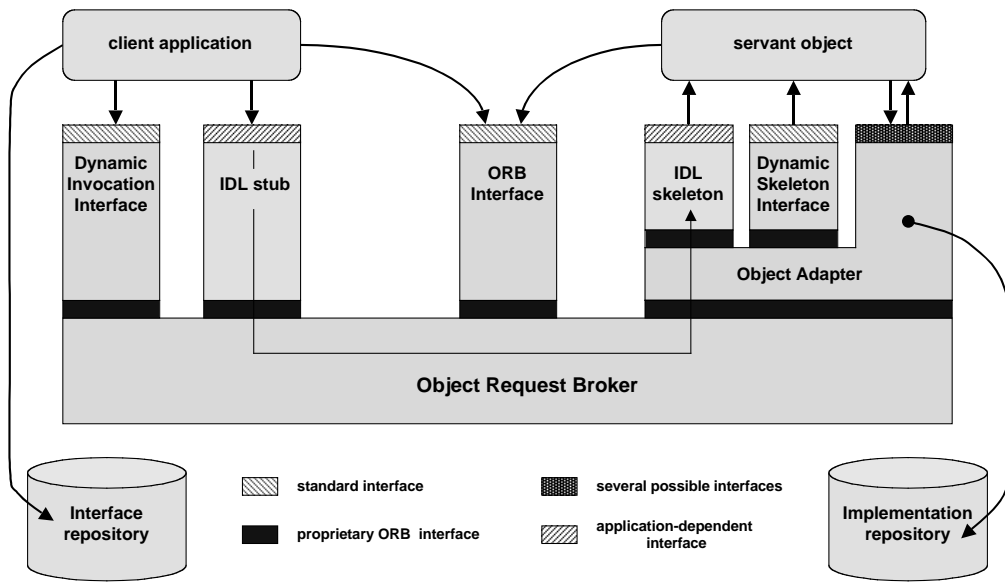 client application
servant object
Dynamic
Invocation
Interface
IDL stub
ORB
Interface
IDL
skeleton
Dynamic
Skeleton
Interface
Object Adapter
Object Request Broker
Interface
repository
standard interface
proprietary ORB interface
several possible interfaces
application-dependent
interface
Implementation
repository